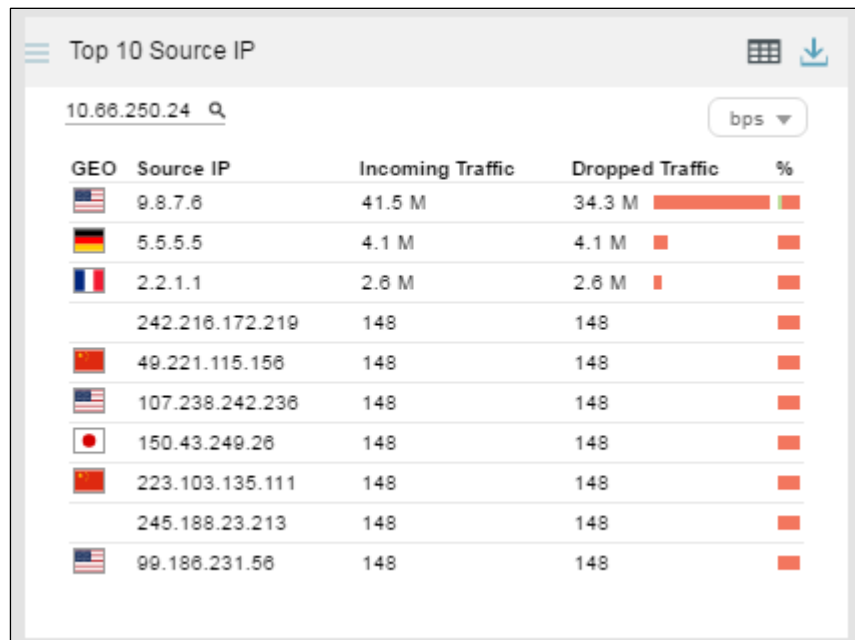 Top 10 Source IP
10.66.250.24
bps
GEO Source IP Incoming Traffic Dropped Traffic %
9.8.7.6 41.5 M 34.3 M
5.5.5.5 4.1 M 4.1 M
2.2.1.1 2.6 M 2.6 M
242.216.172.219 148 148
49.221.115.156 148 148
107.238.242.236 148 148
150.43.249.26 148 148
223.103.135.111 148 148
245.188.23.213 148 148
99.186.231.56 148 148